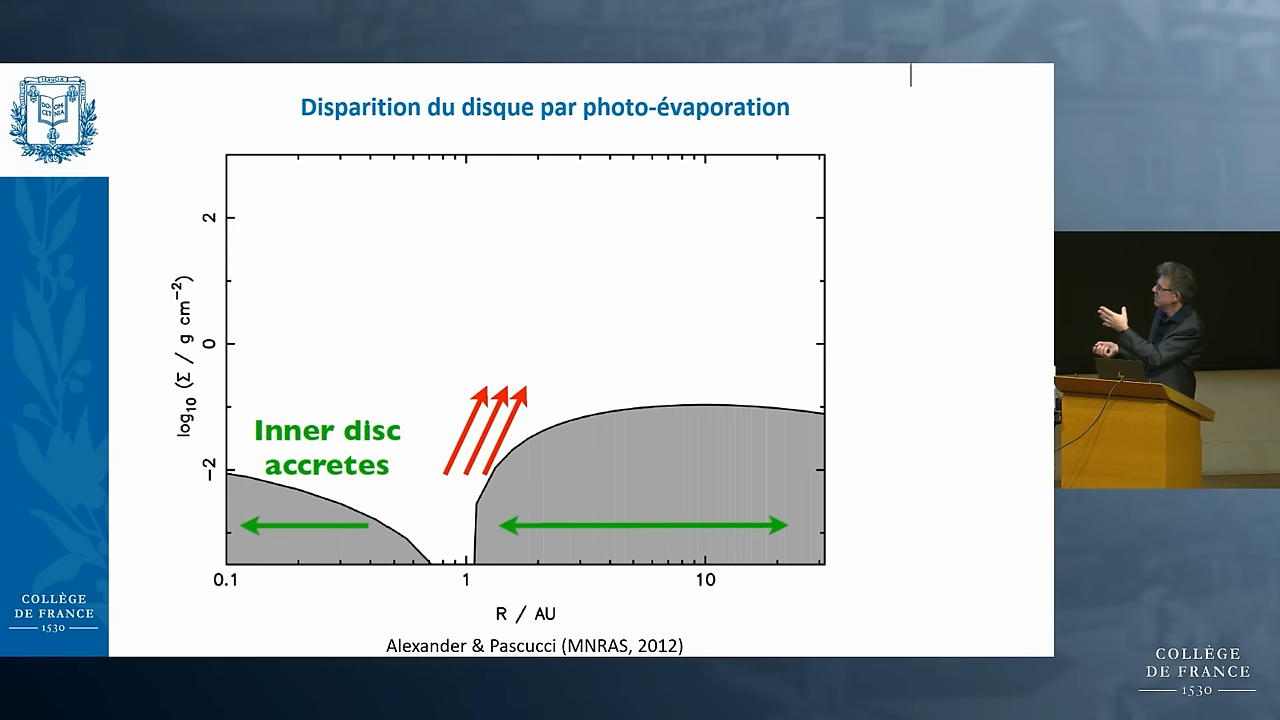 Disparition du disque par photo-évaporation
2
0
−2
log10 (Σ / g cm−2)
Inner disc
accretes
0.1
1
10
R / AU
Alexander & Pascucci (MNRAS, 2012)
COLLÈGE
DE FRANCE
1530
COLLÈGE
DE FRANCE
1530